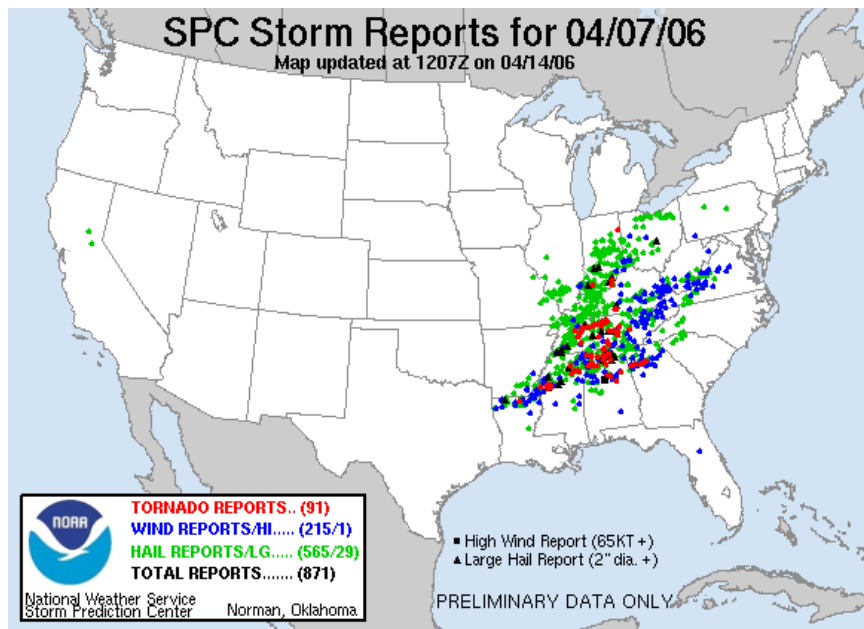 SPC Storm Reports for 04/07/06
Map updated at 1207Z on 04/14/06
NOAA
TORNADO REPORTS.. (91)
WIND REPORTS/HI..... (215/1)
HAIL REPORTS/LG..... (565/29)
TOTAL REPORTS....... (871)
National Weather Service
Storm Prediction Center Norman, Oklahoma
High Wind Report (65KT +)
Large Hail Report (2" dia. +)
PRELIMINARY DATA ONLY